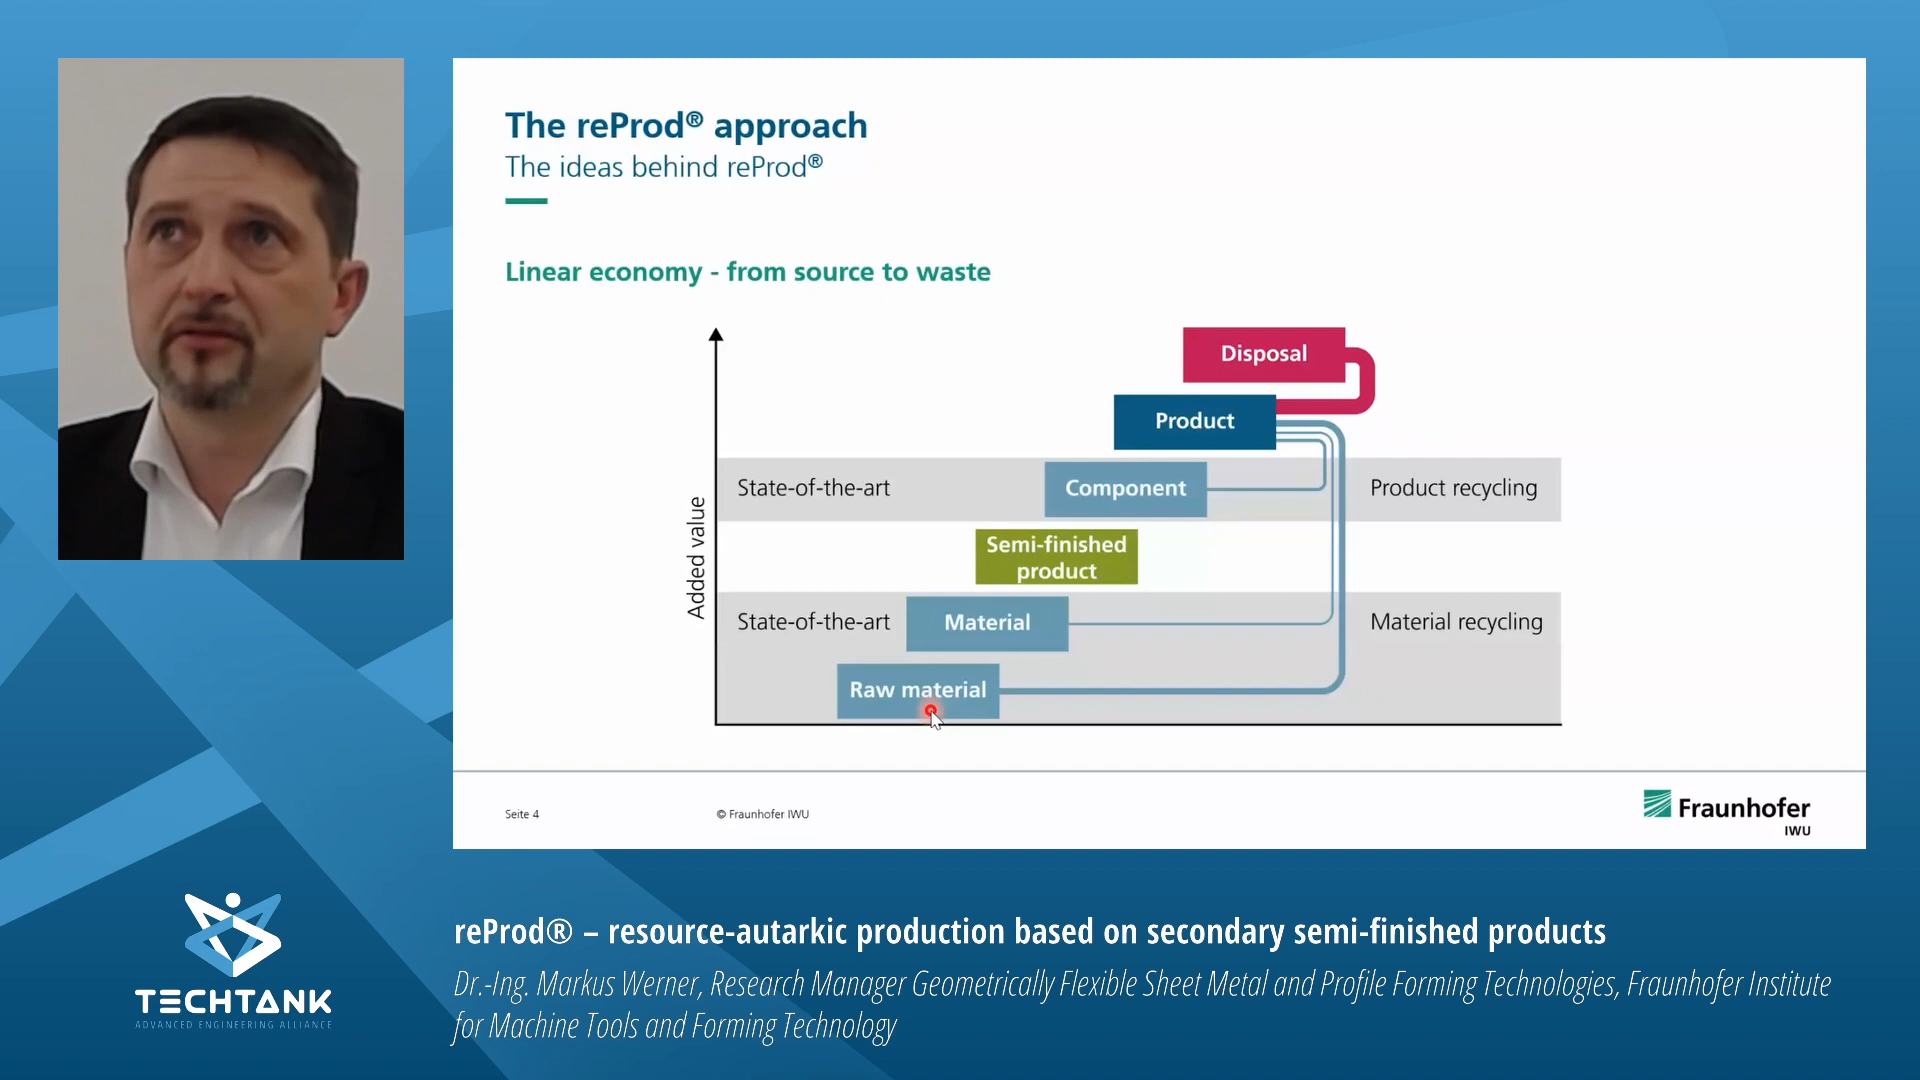 The reProd® approach
The ideas behind reProd®
Linear economy - from source to waste
Disposal
Product
State-of-the-art
Component
Product recycling
Semi-finished
product
Added value
State-of-the-art
Material
Material recycling
Raw material
Seite 4
© Fraunhofer IWU
Fraunhofer
IWU
TECHTANK
ADVANCED ENGINEERING ALLIANCE
reProd® – resource-autarkic production based on secondary semi-finished products
Dr.-Ing. Markus Werner, Research Manager Geometrically Flexible Sheet Metal and Profile Forming Technologies, Fraunhofer Institute
for Machine Tools and Forming Technology